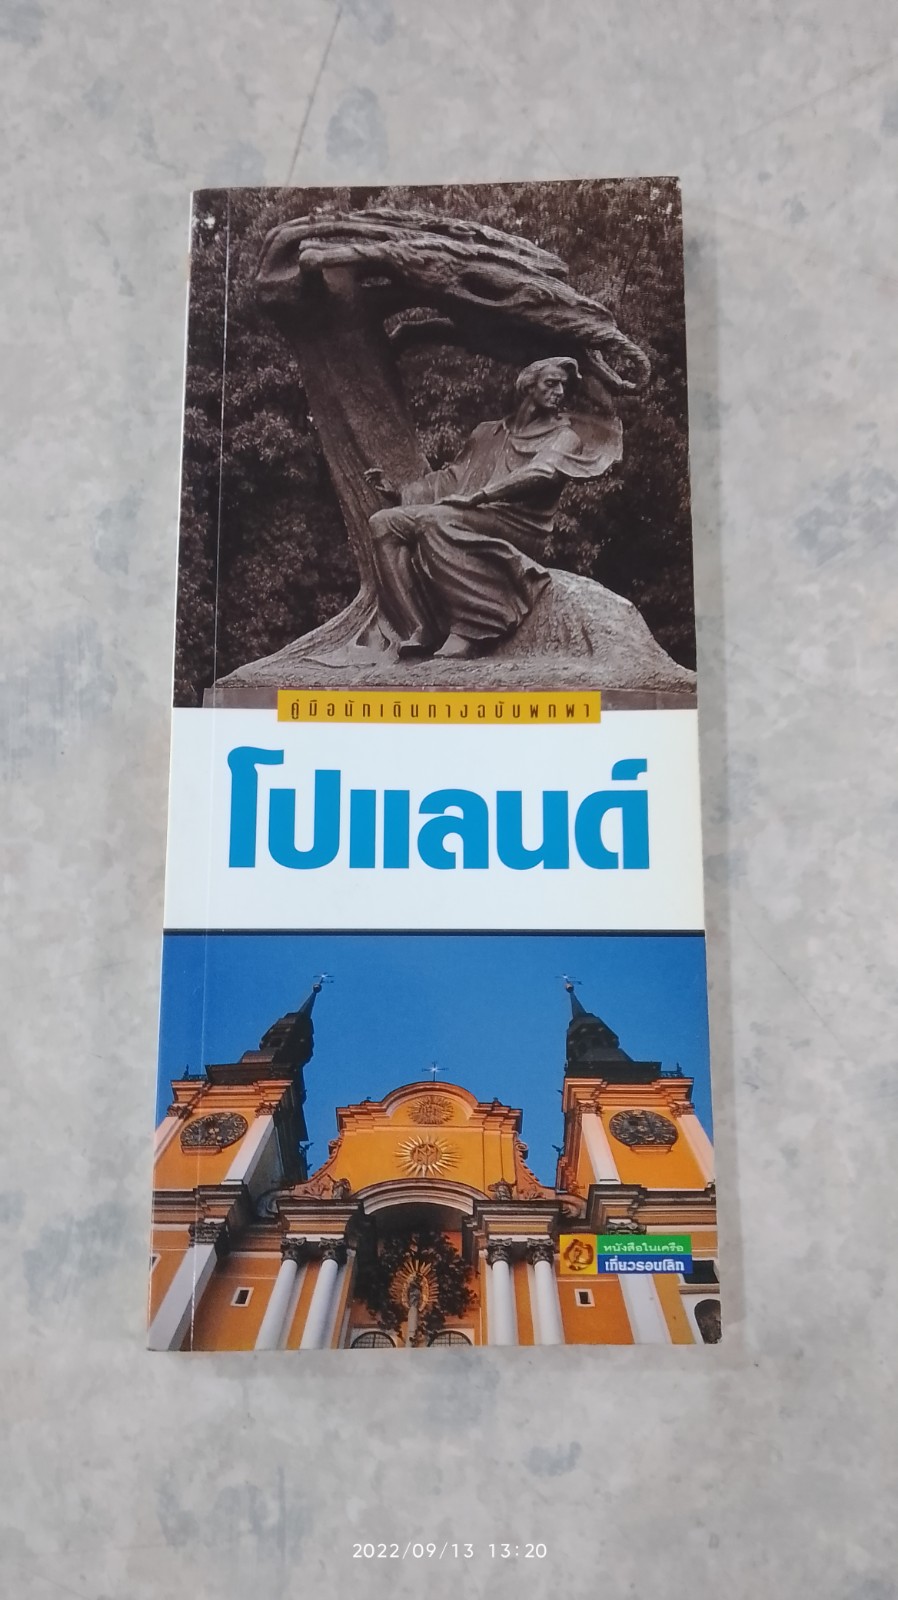 คู่มือนักเดินทางฉบับพกพา
โปแลนด์
หนังสือในเครือ
เที่ยวรอบโลก
2022/09/13 13:20